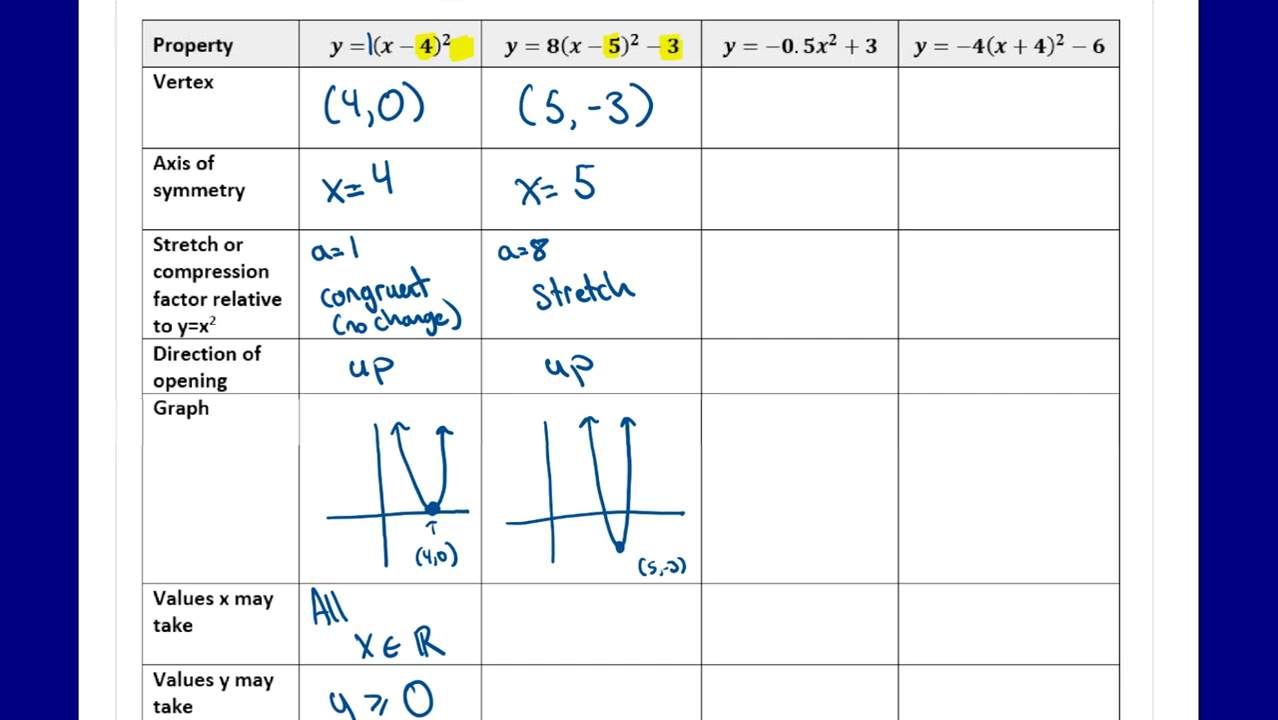 Property y = 1(x − 4)² y = 8(x − 5)² − 3 y = −0.5x² + 3 y = −4(x + 4)² − 6
Vertex (4,0) (5,-3)
Axis of
symmetry x=4 x=5
Stretch or a=1 a=8
compression congruent stretch
factor relative (no change)
to y=x²
Direction of up up
opening
Graph
(4,0) (5,-3)
Values x may All
take x ∈ ℝ
Values y may y ⩾ 0
take